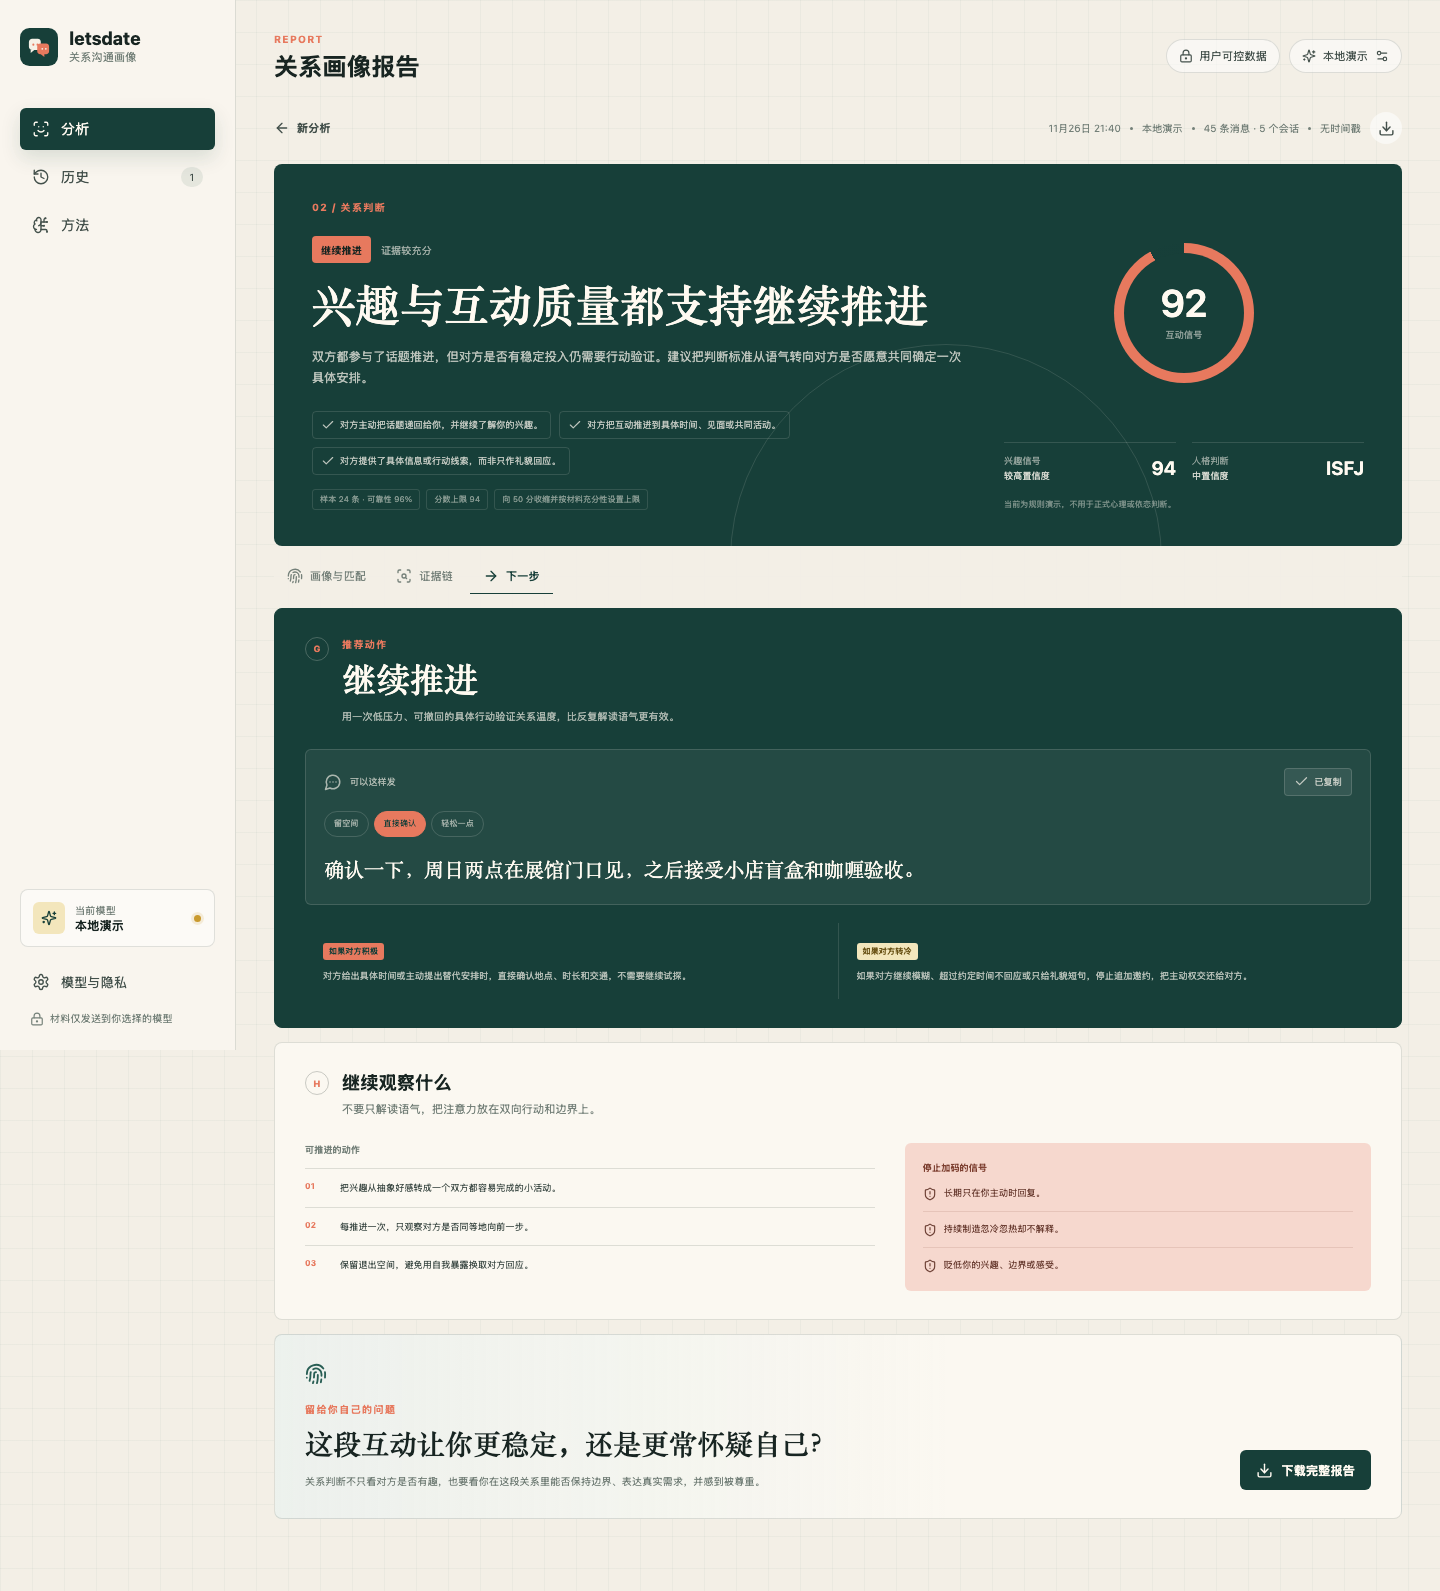 letsdate
关系沟通画像
分析
历史
1
方法
当前模型
本地演示
模型与隐私
材料仅发送到你选择的模型
REPORT
关系画像报告
用户可控数据
本地演示
新分析
11月26日 21:40 • 本地演示 • 45 条消息 · 5 个会话 • 无时间戳
02 / 关系判断
继续推进
证据较充分
兴趣与互动质量都支持继续推进
双方都参与了话题推进，但对方是否有稳定投入仍需要行动验证。建议把判断标准从语气转向对方是否愿意共同确定一次
具体安排。
对方主动把话题递回给你，并继续了解你的兴趣。
对方把互动推进到具体时间、见面或共同活动。
对方提供了具体信息或行动线索，而非只作礼貌回应。
样本 24 条 · 可靠性 96%
分数上限 94
向 50 分收缩并按材料充分性设置上限
92
互动信号
兴趣信号
较高置信度
94
人格判断
中置信度
ISFJ
当前为规则演示，不用于正式心理或依恋判断。
画像与匹配
证据链
下一步
G
推荐动作
继续推进
用一次低压力、可撤回的具体行动验证关系温度，比反复解读语气更有效。
可以这样发
已复制
留空间
直接确认
轻松一点
确认一下，周日两点在展馆门口见，之后接受小店盲盒和咖喱验收。
如果对方积极
对方给出具体时间或主动提出替代安排时，直接确认地点、时长和交通，不需要继续试探。
如果对方转冷
如果对方继续模糊、超过约定时间不回应或只给礼貌短句，停止追加邀约，把主动权交还给对方。
H
继续观察什么
不要只解读语气，把注意力放在双向行动和边界上。
可推进的动作
01
把兴趣从抽象好感转成一个双方都容易完成的小活动。
02
每推进一次，只观察对方是否同等地向前一步。
03
保留退出空间，避免用自我暴露换取对方回应。
停止加码的信号
长期只在你主动时回复。
持续制造忽冷忽热却不解释。
贬低你的兴趣、边界或感受。
留给你自己的问题
这段互动让你更稳定，还是更常怀疑自己？
关系判断不只看对方是否有趣，也要看你在这段关系里能否保持边界、表达真实需求，并感到被尊重。
下载完整报告